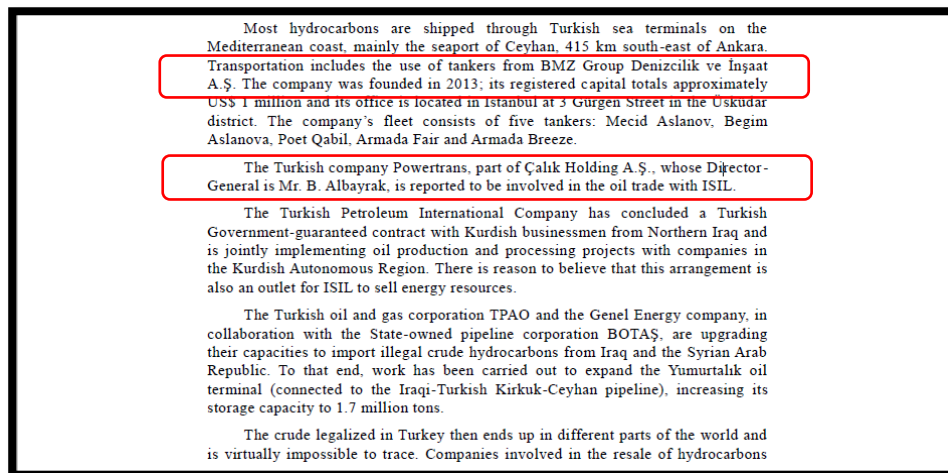 Most hydrocarbons are shipped through Turkish sea terminals on the
Mediterranean coast, mainly the seaport of Ceyhan, 415 km south-east of Ankara.
Transportation includes the use of tankers from BMZ Group Denizcilik ve İnşaat
A.Ş. The company was founded in 2013; its registered capital totals approximately
US$ 1 million and its office is located in Istanbul at 3 Gürgen Street in the Üsküdar
district. The company's fleet consists of five tankers: Mecid Aslanov, Begim
Aslanova, Poet Qabil, Armada Fair and Armada Breeze.
The Turkish company Powertrans, part of Çalık Holding A.Ş., whose Director-
General is Mr. B. Albayrak, is reported to be involved in the oil trade with ISIL.
The Turkish Petroleum International Company has concluded a Turkish
Government-guaranteed contract with Kurdish businessmen from Northern Iraq and
is jointly implementing oil production and processing projects with companies in
the Kurdish Autonomous Region. There is reason to believe that this arrangement is
also an outlet for ISIL to sell energy resources.
The Turkish oil and gas corporation TPAO and the Genel Energy company, in
collaboration with the State-owned pipeline corporation BOTAŞ, are upgrading
their capacities to import illegal crude hydrocarbons from Iraq and the Syrian Arab
Republic. To that end, work has been carried out to expand the Yumurtalık oil
terminal (connected to the Iraqi-Turkish Kirkuk-Ceyhan pipeline), increasing its
storage capacity to 1.7 million tons.
The crude legalized in Turkey then ends up in different parts of the world and
is virtually impossible to trace. Companies involved in the resale of hydrocarbons